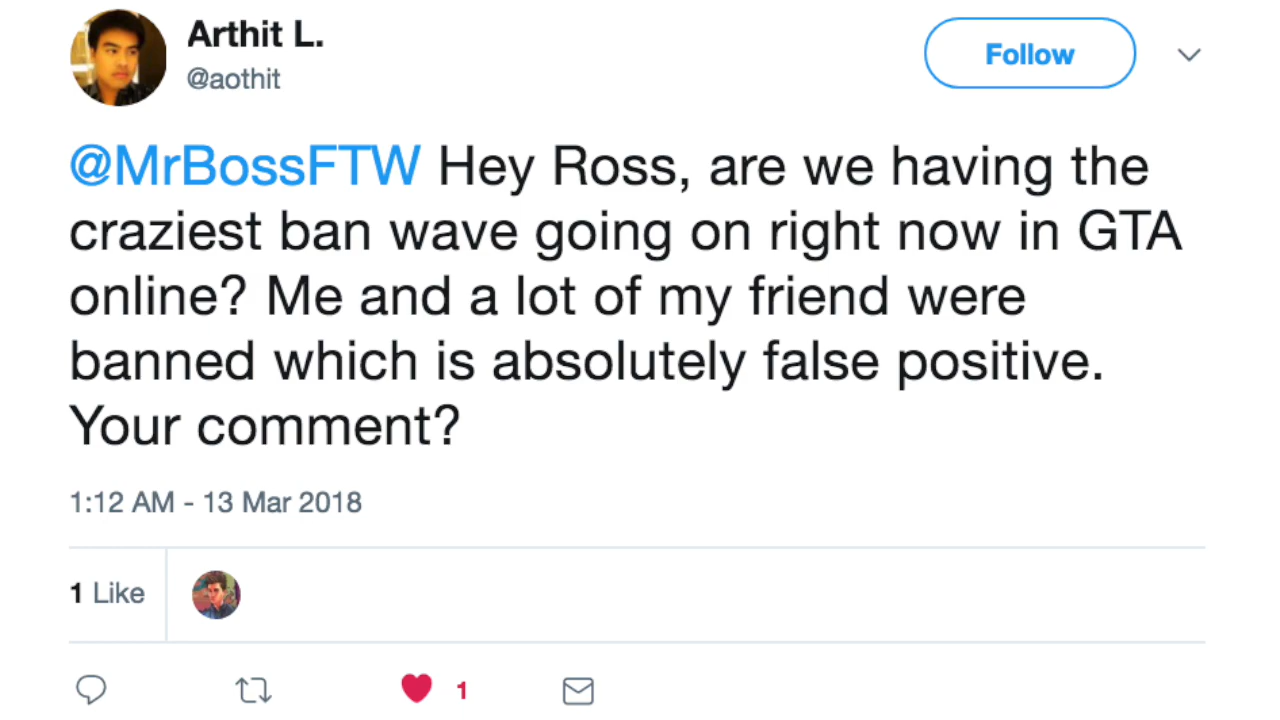 Arthit L.
@aothit
Follow
@MrBossFTW Hey Ross, are we having the
craziest ban wave going on right now in GTA
online? Me and a lot of my friend were
banned which is absolutely false positive.
Your comment?
1:12 AM - 13 Mar 2018
1 Like
1